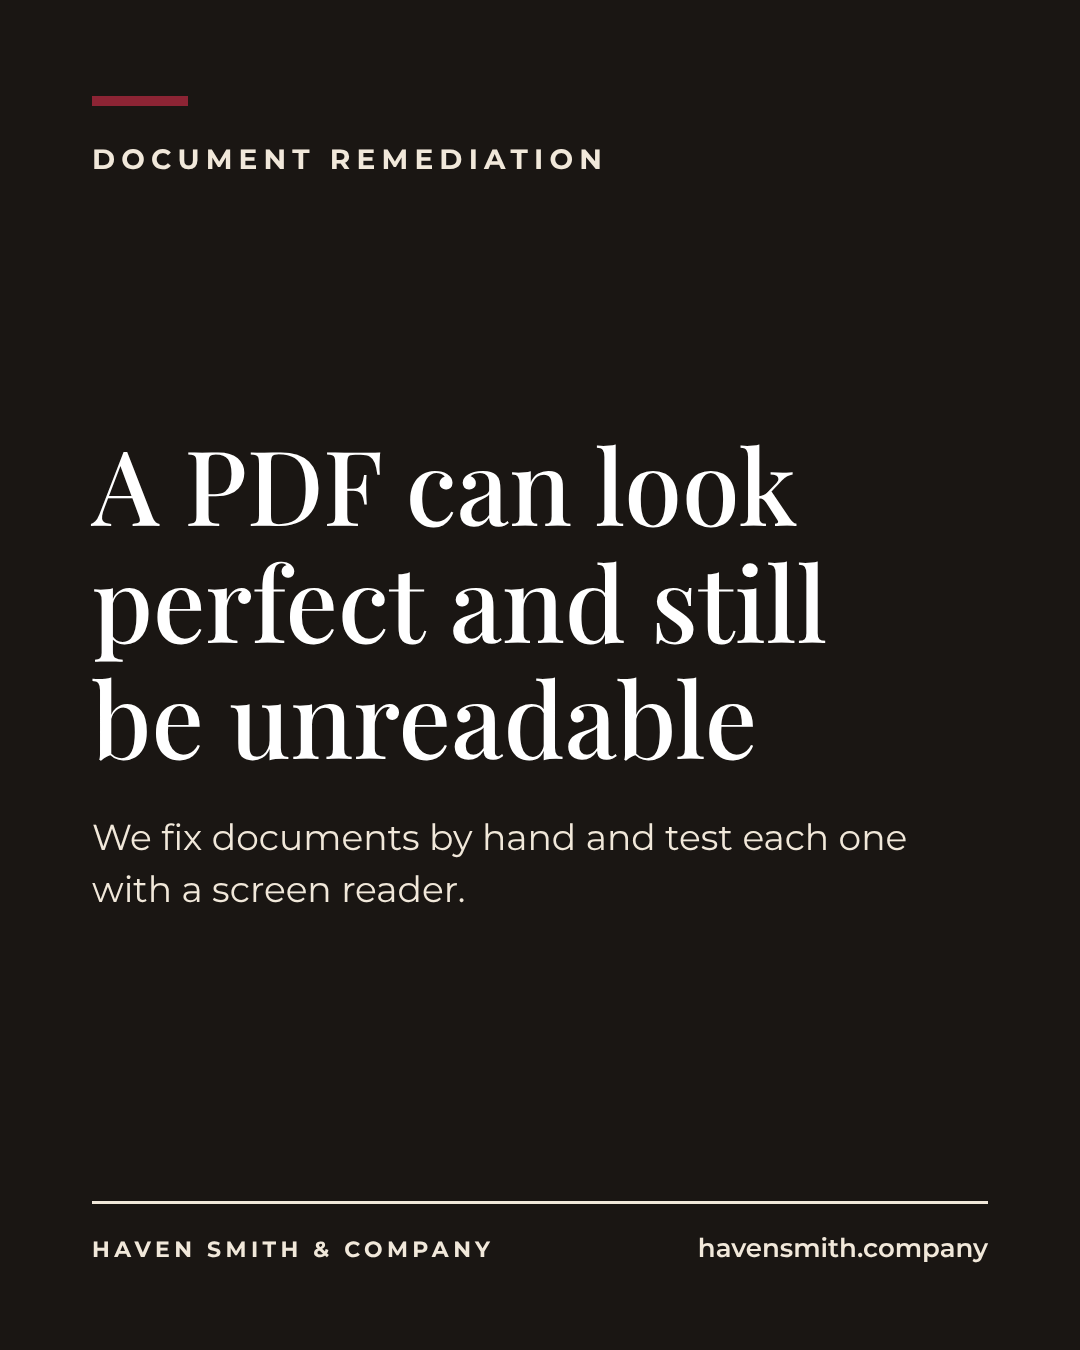 DOCUMENT REMEDIATION
A PDF can look
perfect and still
be unreadable
We fix documents by hand and test each one
with a screen reader.
HAVEN SMITH & COMPANY
havensmith.company